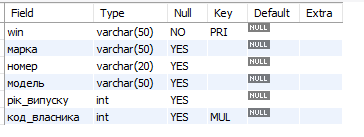 Field Type Null Key Default Extra
win varchar(50) NO PRI NULL
марка varchar(50) YES NULL
номер varchar(20) YES NULL
модель varchar(50) YES NULL
рік_випуску int YES NULL
код_власника int YES MUL NULL